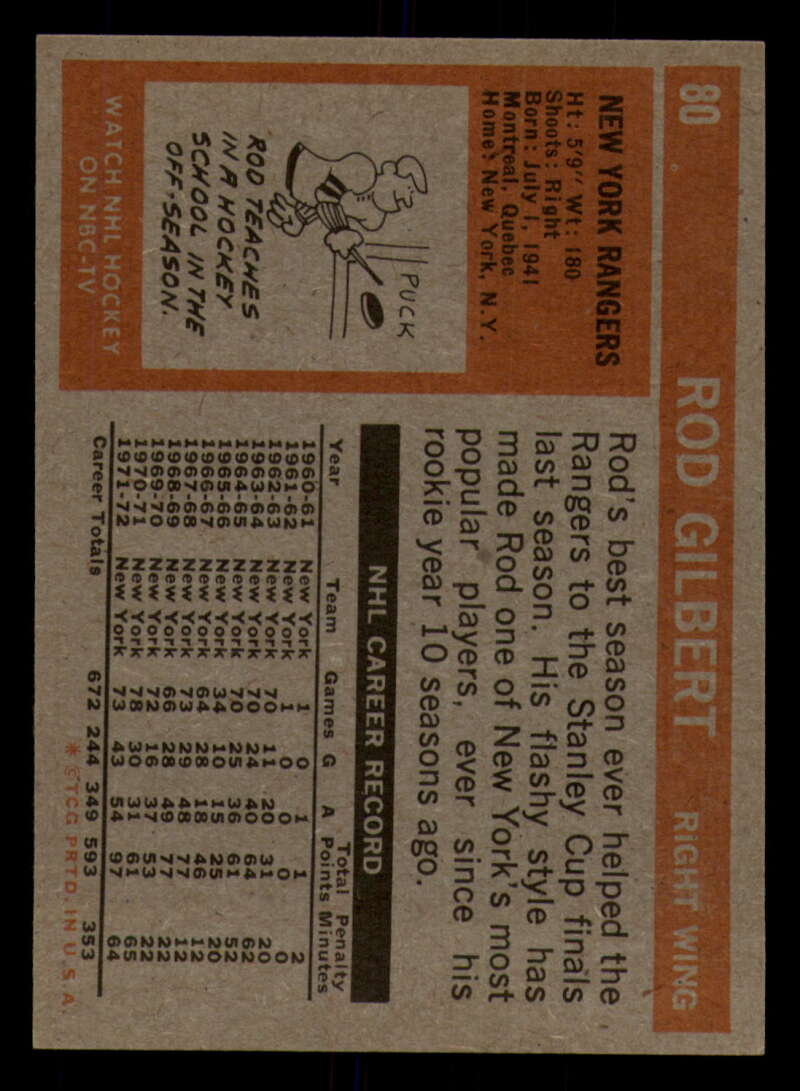 80 ROD GILBERT RIGHT WING
NEW YORK RANGERS
Ht: 5'9" Wt: 180
Shoots: Right
Born: July 1, 1941
Montreal, Quebec
Home: New York, N.Y.
PUCK
ROD TEACHES
IN A HOCKEY
SCHOOL IN THE
OFF-SEASON.
WATCH NHL HOCKEY
ON NBC-TV
Rod's best season ever helped the
Rangers to the Stanley Cup finals
last season. His flashy style has
made Rod one of New York's most
popular players, ever since his
rookie year 10 seasons ago.
NHL CAREER RECORD
Year Team Games G A Total Points Penalty Minutes
1960-61 New York 1 0 1 1 2
1961-62 New York 1 0 0 0 0
1962-63 New York 70 11 20 31 20
1963-64 New York 70 24 40 64 62
1964-65 New York 70 25 36 61 52
1965-66 New York 34 10 15 25 20
1966-67 New York 64 28 18 46 12
1967-68 New York 73 29 48 77 12
1968-69 New York 66 28 49 77 22
1969-70 New York 72 16 37 53 22
1970-71 New York 78 30 31 61 65
1971-72 New York 73 43 54 97 64
Career Totals 672 244 349 593 353
* ©T.C.G. PRTD. IN U.S.A.